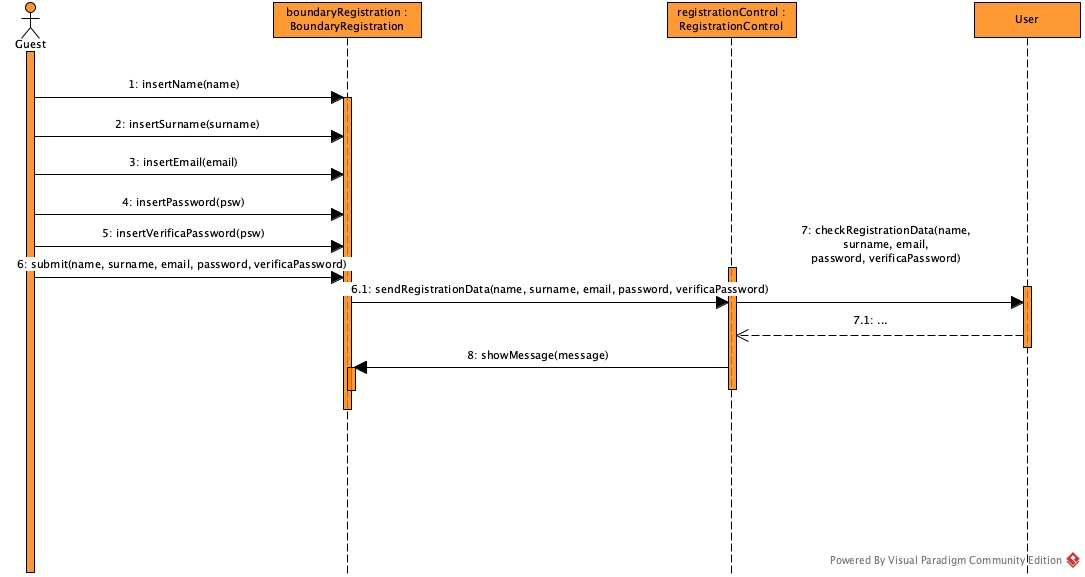 boundaryRegistration :
BoundaryRegistration
registrationControl :
RegistrationControl
User
Guest
1: insertName(name)
2: insertSurname(surname)
3: insertEmail(email)
4: insertPassword(psw)
5: insertVerificaPassword(psw)
6: submit(name, surname, email, password, verificaPassword)
7: checkRegistrationData(name,
surname, email,
password, verificaPassword)
6.1: sendRegistrationData(name, surname, email, password, verificaPassword)
7.1: ...
8: showMessage(message)
Powered By Visual Paradigm Community Edition